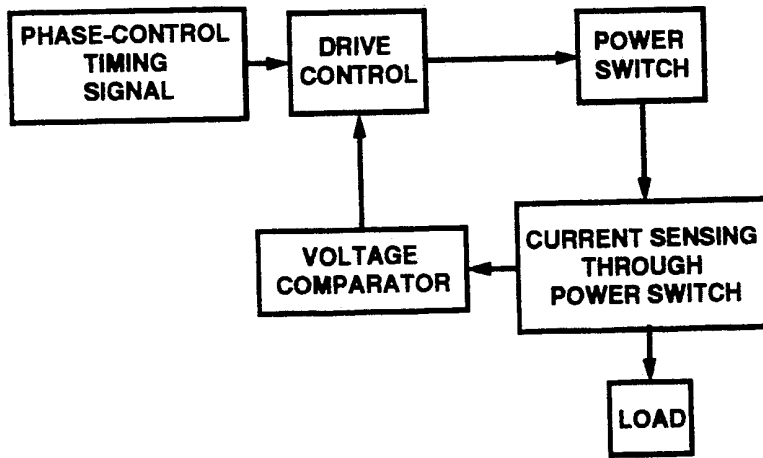 PHASE-CONTROL
TIMING
SIGNAL
DRIVE
CONTROL
POWER
SWITCH
VOLTAGE
COMPARATOR
CURRENT SENSING
THROUGH
POWER SWITCH
LOAD